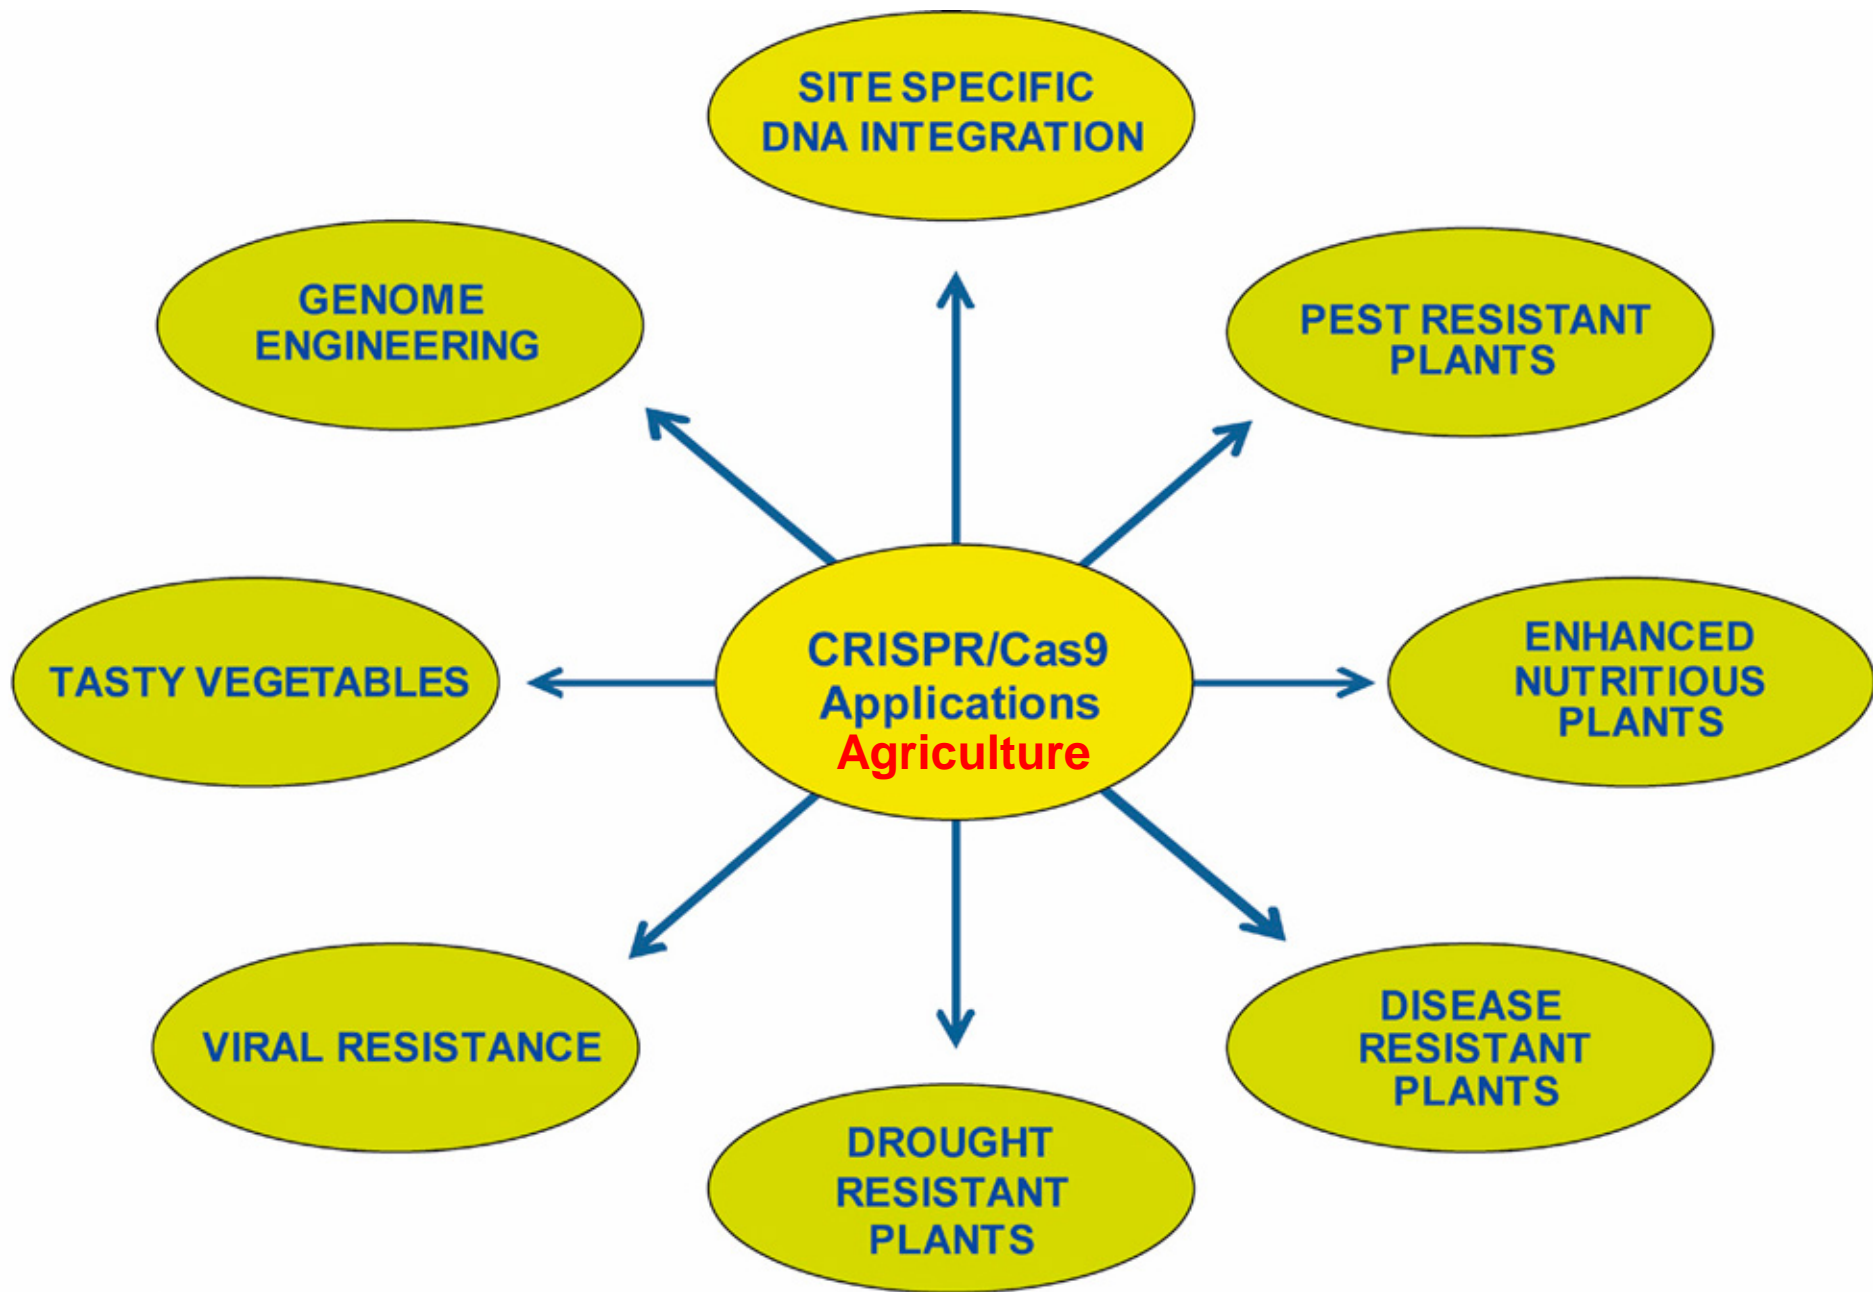 SITE SPECIFIC
DNA INTEGRATION
GENOME
ENGINEERING
PEST RESISTANT
PLANTS
TASTY VEGETABLES
CRISPR/Cas9
Applications
Agriculture
ENHANCED
NUTRITIOUS
PLANTS
VIRAL RESISTANCE
DISEASE
RESISTANT
PLANTS
DROUGHT
RESISTANT
PLANTS